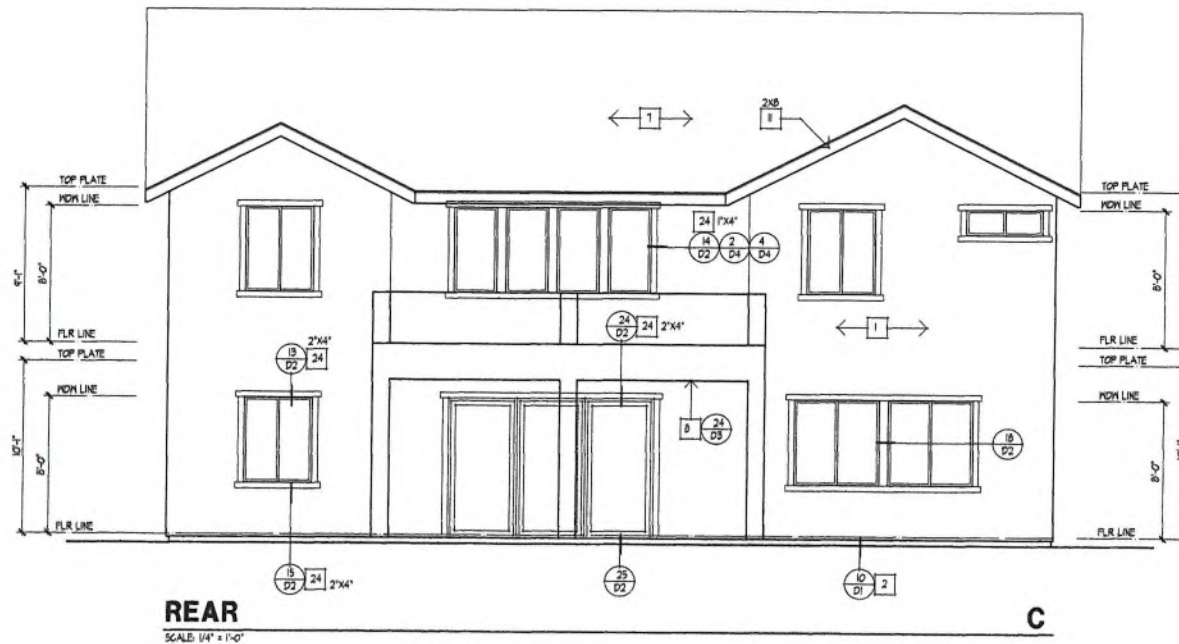 7
2X8
11
TOP PLATE
WDW LINE
9'-1"
8'-0"
FLR LINE
TOP PLATE
WDW LINE
10'-1"
8'-0"
FLR LINE
24 1"X4"
14 2 4
D2 D4 D4
24 24 2"X4"
D2
2"X4"
13 24
D2
8 24
D3
1
18
D2
TOP PLATE
WDW LINE
8'-0"
FLR LINE
TOP PLATE
WDW LINE
8'-0"
FLR LINE
15 24 2"X4"
D2
25
D2
10 2
D1
REAR C
SCALE: 1/4" = 1'-0"